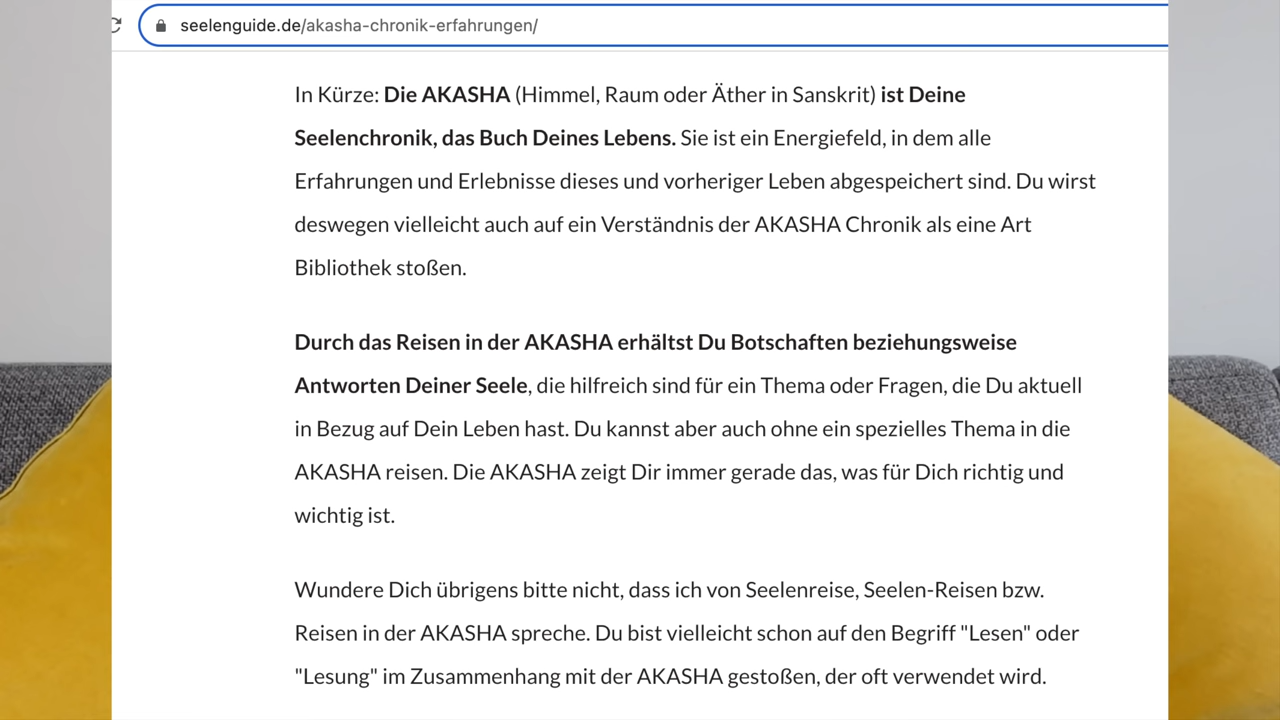 seelenguide.de/akasha-chronik-erfahrungen/
In Kürze: Die AKASHA (Himmel, Raum oder Äther in Sanskrit) ist Deine
Seelenchronik, das Buch Deines Lebens. Sie ist ein Energiefeld, in dem alle
Erfahrungen und Erlebnisse dieses und vorheriger Leben abgespeichert sind. Du wirst
deswegen vielleicht auch auf ein Verständnis der AKASHA Chronik als eine Art
Bibliothek stoßen.
Durch das Reisen in der AKASHA erhältst Du Botschaften beziehungsweise
Antworten Deiner Seele, die hilfreich sind für ein Thema oder Fragen, die Du aktuell
in Bezug auf Dein Leben hast. Du kannst aber auch ohne ein spezielles Thema in die
AKASHA reisen. Die AKASHA zeigt Dir immer gerade das, was für Dich richtig und
wichtig ist.
Wundere Dich übrigens bitte nicht, dass ich von Seelenreise, Seelen-Reisen bzw.
Reisen in der AKASHA spreche. Du bist vielleicht schon auf den Begriff "Lesen" oder
"Lesung" im Zusammenhang mit der AKASHA gestoßen, der oft verwendet wird.